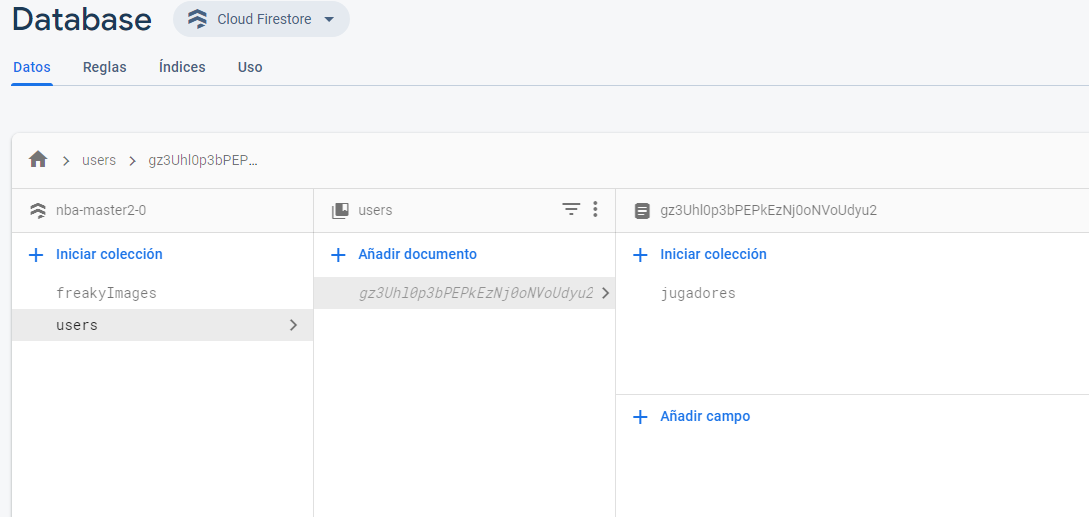 Database
Cloud Firestore
Datos Reglas Índices Uso
users gz3Uhl0p3bPEP...
nba-master2-0
Iniciar colección
freakyImages
users
users
Añadir documento
gz3Uhl0p3bPEPkEzNj0oNVoUdyu2
gz3Uhl0p3bPEPkEzNj0oNVoUdyu2
Iniciar colección
jugadores
Añadir campo